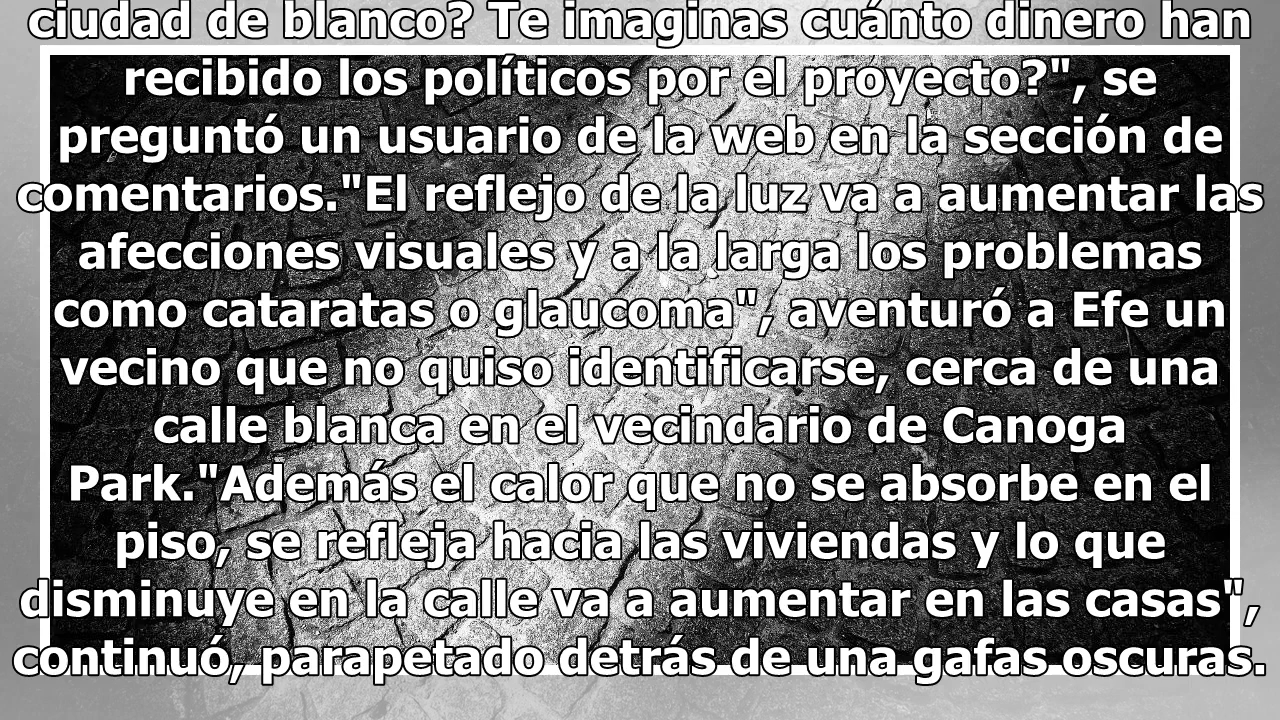 ciudad de blanco? Te imaginas cuánto dinero han
recibido los políticos por el proyecto?", se
preguntó un usuario de la web en la sección de
comentarios."El reflejo de la luz va a aumentar las
afecciones visuales y a la larga los problemas
como cataratas o glaucoma", aventuró a Efe un
vecino que no quiso identificarse, cerca de una
calle blanca en el vecindario de Canoga
Park."Además el calor que no se absorbe en el
piso, se refleja hacia las viviendas y lo que
disminuye en la calle va a aumentar en las casas",
continuó, parapetado detrás de una gafas oscuras.